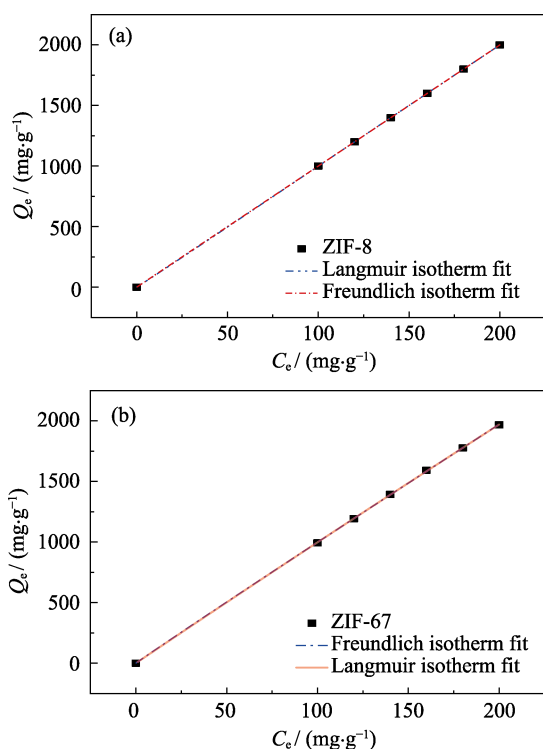 (a)
2000
1500
1000
500
0
Qe / (mg·g⁻¹)
ZIF-8
Langmuir isotherm fit
Freundlich isotherm fit
0 50 100 150 200
Ce / (mg·g⁻¹)
(b)
2000
1500
1000
500
0
Qe / (mg·g⁻¹)
ZIF-67
Freundlich isotherm fit
Langmuir isotherm fit
0 50 100 150 200
Ce / (mg·g⁻¹)